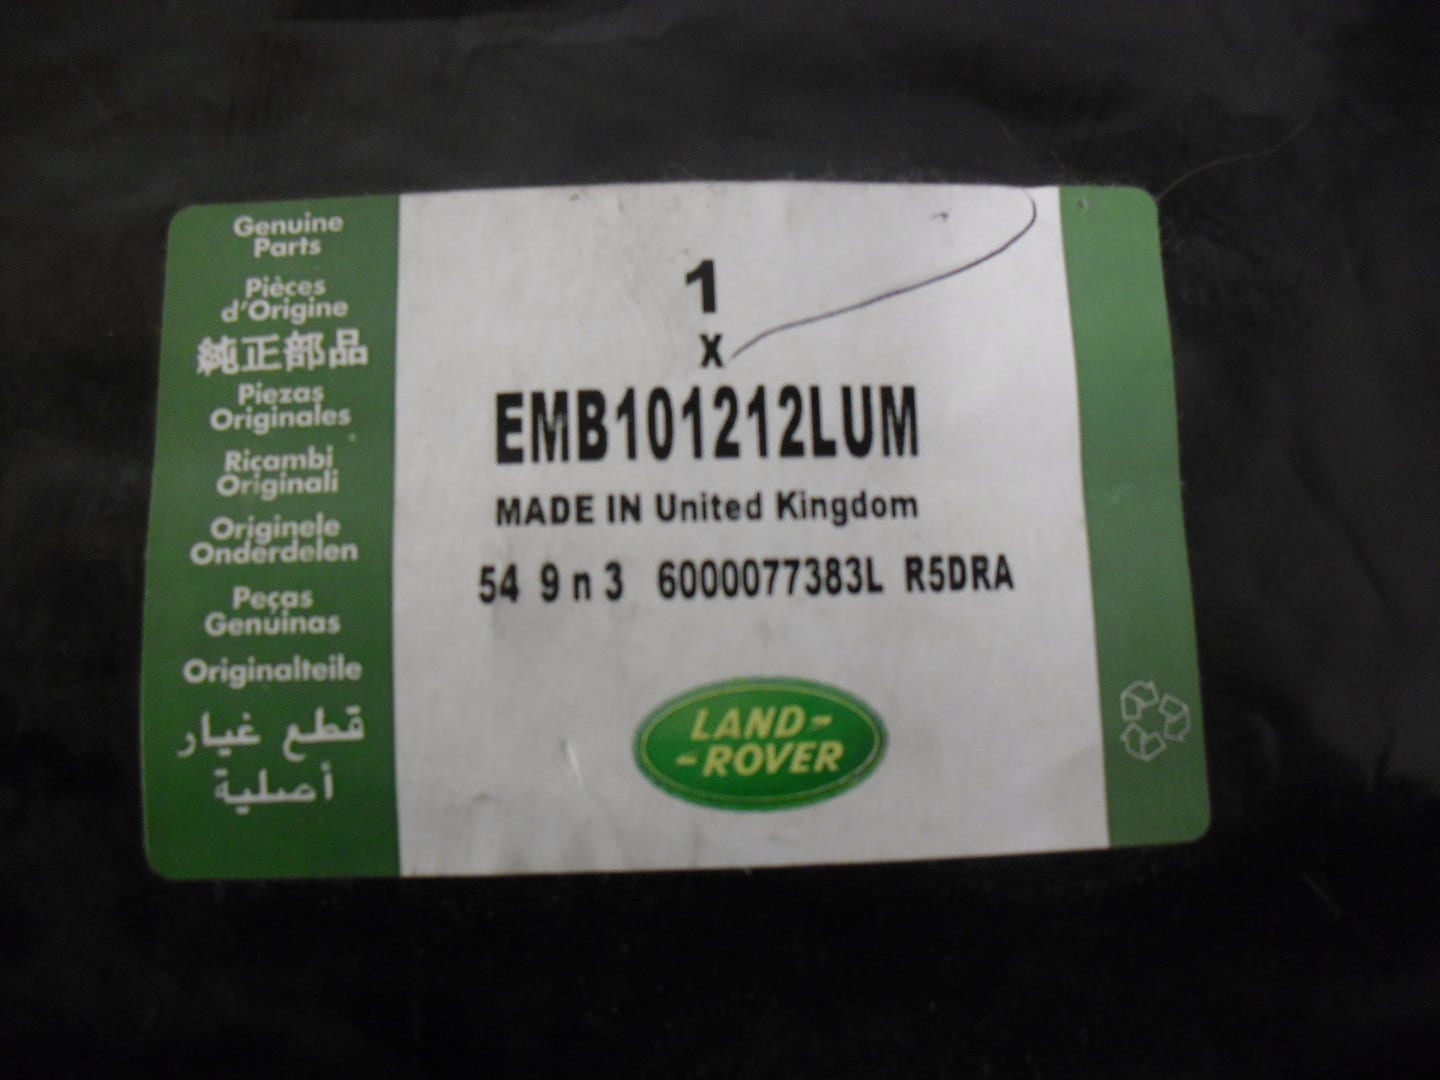 Genuine
Parts
Pièces
d'Origine
純正部品
Piezas
Originales
Ricambi
Originali
Originele
Onderdelen
Peças
Genuinas
Originalteile
قطع غيار
أصلية
1
x
EMB101212LUM
MADE IN United Kingdom
54 9 n 3 6000077383L R5DRA
LAND-
-ROVER